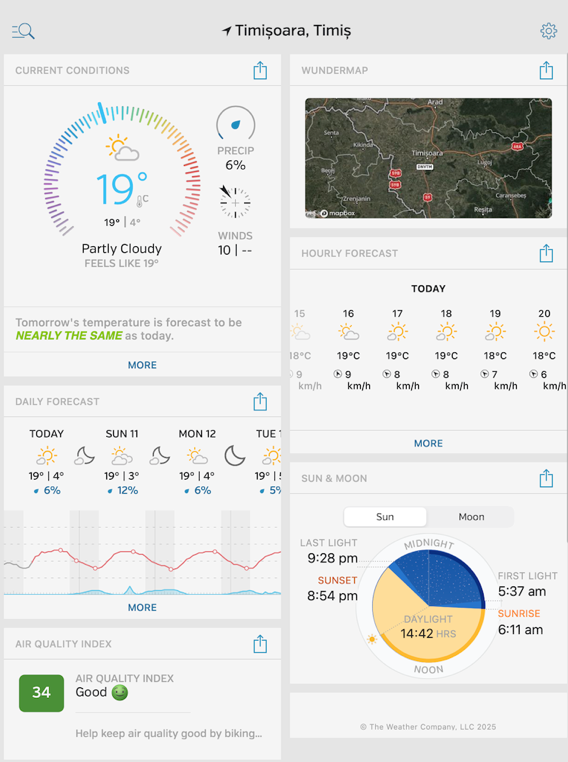 Timișoara, Timiș
CURRENT CONDITIONS
19°
°C
19° | 4°
Partly Cloudy
FEELS LIKE 19°
PRECIP
6%
WINDS
10 | --
Tomorrow's temperature is forecast to be
NEARLY THE SAME as today.
MORE
DAILY FORECAST
TODAY SUN 11 MON 12 TUE 1
19° | 4° 19° | 3° 19° | 4° 19° | 5°
6% 12% 6% 5%
MORE
AIR QUALITY INDEX
34
AIR QUALITY INDEX
Good
Help keep air quality good by biking...
WUNDERMAP
Arad
Senta
Kikinda
Timișoara
Lugoj
Bečej
Zrenjanin
Caransebeș
Reșița
mapbox
HOURLY FORECAST
TODAY
15 16 17 18 19 20
18°C 19°C 19°C 19°C 18°C 18°C
9 9 8 8 7 6
km/h km/h km/h km/h km/h km/h
MORE
SUN & MOON
Sun Moon
MIDNIGHT
LAST LIGHT
9:28 pm
SUNSET
8:54 pm
FIRST LIGHT
5:37 am
SUNRISE
6:11 am
DAYLIGHT
14:42 HRS
NOON
© The Weather Company, LLC 2025